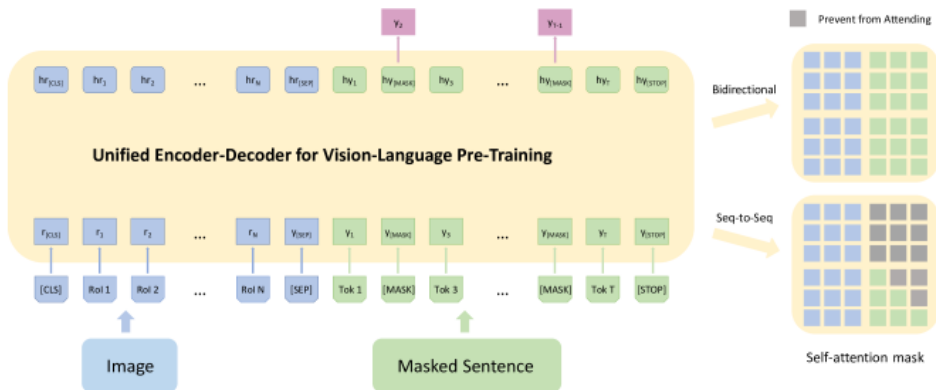 y2 yT-1 Prevent from Attending
hr[CLS] hr1 hr2 ... hrN hr[SEP] hy1 hy[MASK] hy3 ... hy[MASK] hyT hy[STOP]
Bidirectional
Unified Encoder-Decoder for Vision-Language Pre-Training
Seq-to-Seq
r[CLS] r1 r2 ... rN y[SEP] y1 y[MASK] y3 ... y[MASK] yT y[STOP]
[CLS] RoI 1 RoI 2 ... RoI N [SEP] Tok 1 [MASK] Tok 3 ... [MASK] Tok T [STOP]
Image Masked Sentence Self-attention mask